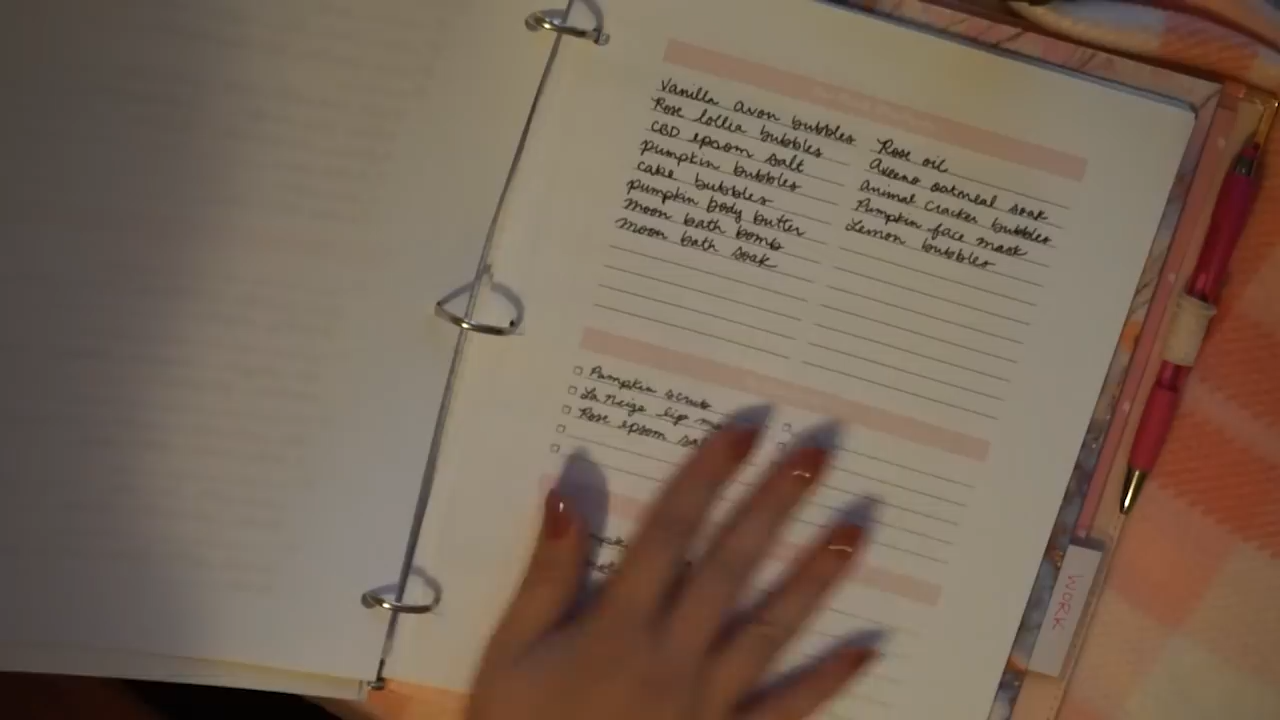 Vanilla avon bubbles
Rose lollia bubbles
CBD epsom salt
pumpkin bubbles
cake bubbles
pumpkin body butter
moon bath bomb
moon bath soak
Rose oil
Aveeno oatmeal soak
animal cracker bubbles
Pumpkin face mask
Lemon bubbles
Pumpkin scrub
La Neige lip
Rose epsom
WORK